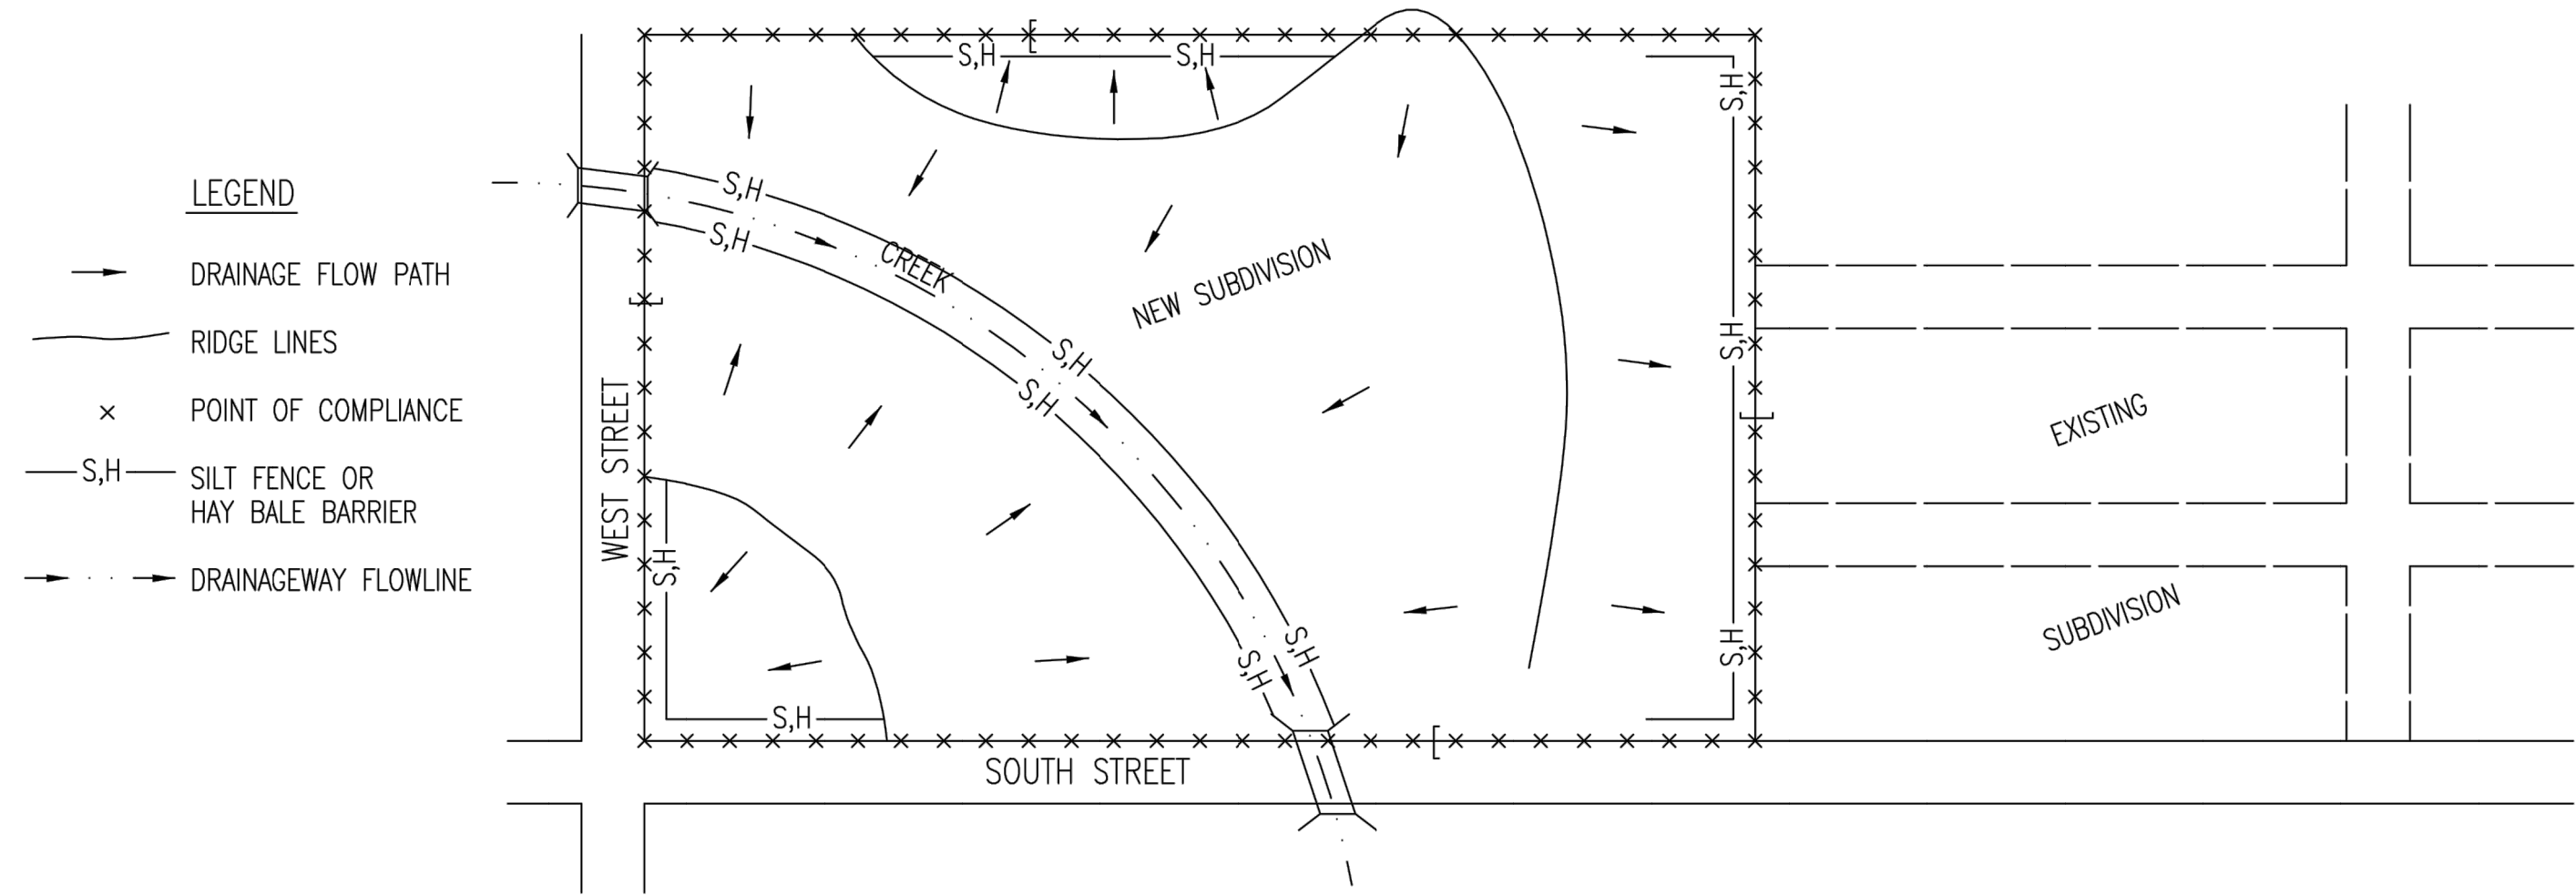 LEGEND
DRAINAGE FLOW PATH
RIDGE LINES
POINT OF COMPLIANCE
S,H
SILT FENCE OR
HAY BALE BARRIER
DRAINAGEWAY FLOWLINE
S,H
S,H
S,H
S,H
S,H
CREEK
NEW SUBDIVISION
S,H
S,H
S,H
WEST STREET
S,H
S,H
S,H
S,H
S,H
S,H
SOUTH STREET
EXISTING
SUBDIVISION